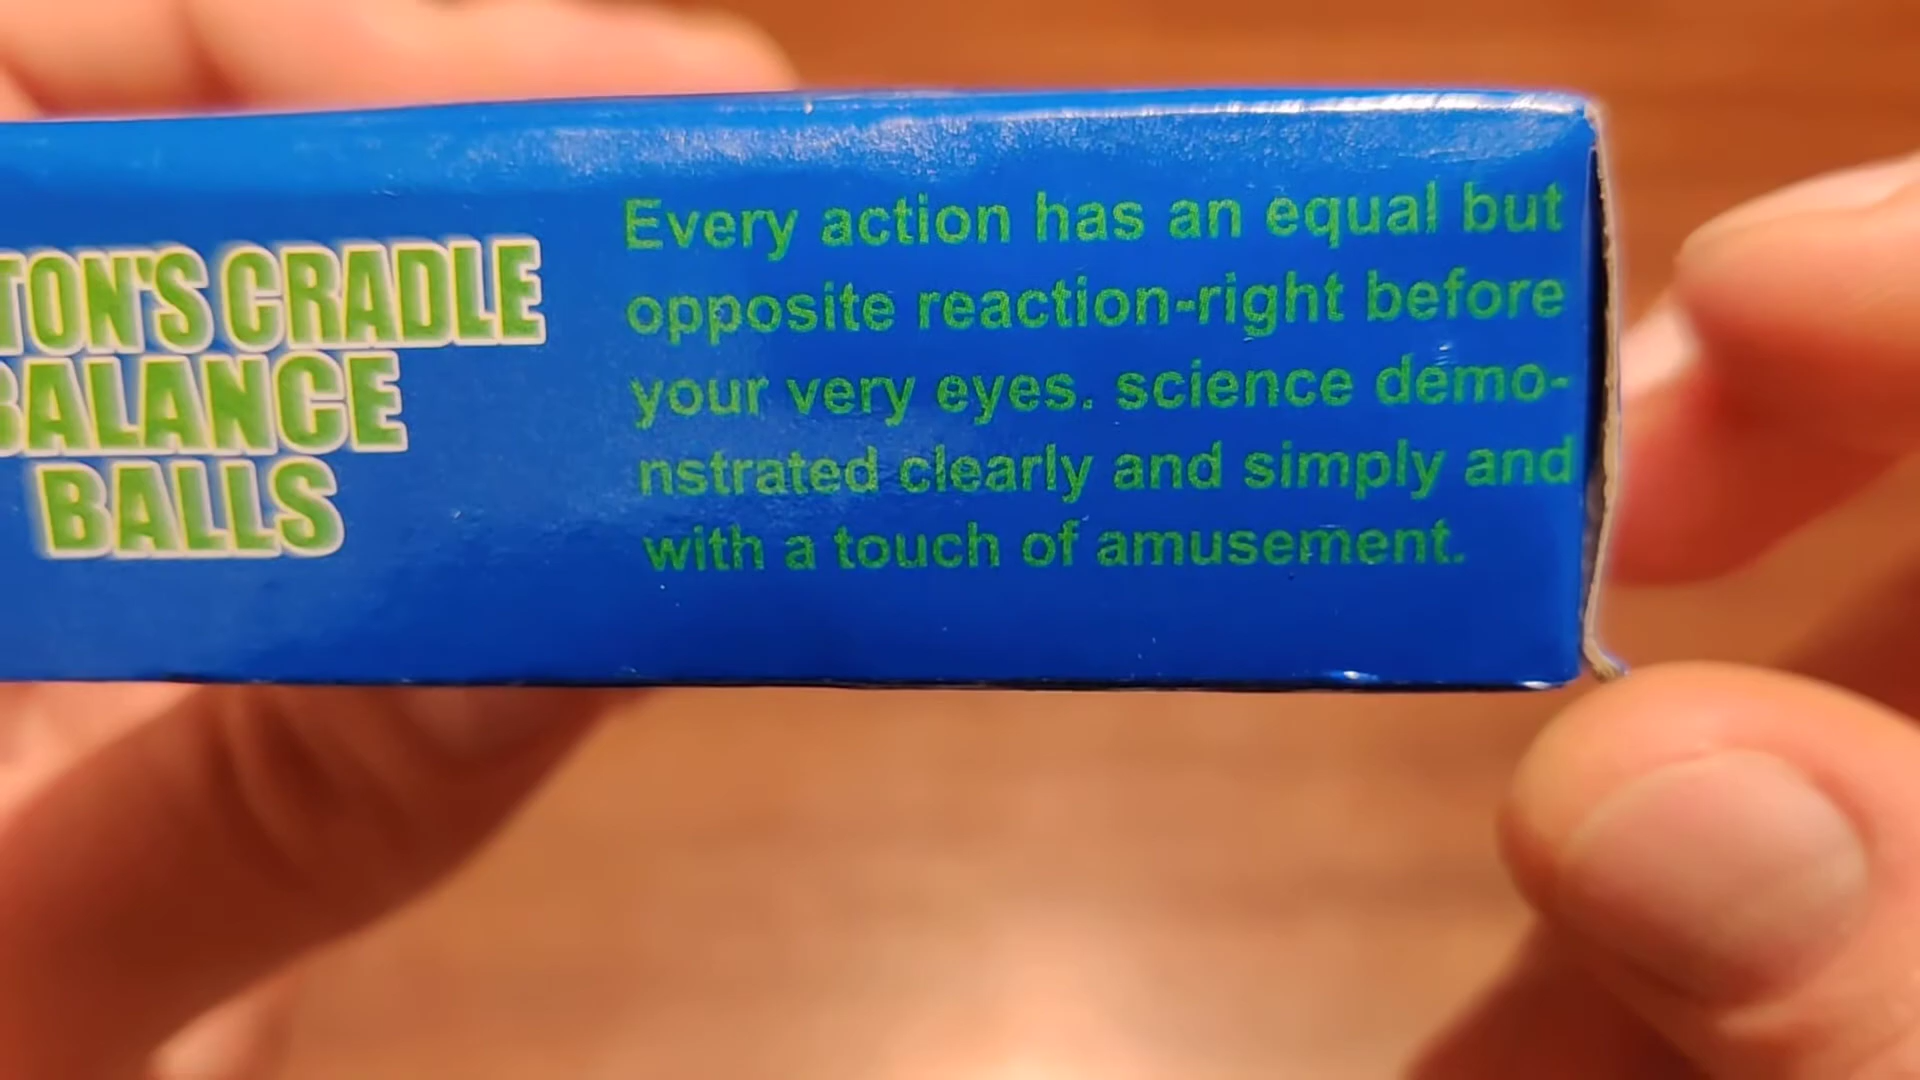 TON'S CRADLE
BALANCE
BALLS
Every action has an equal but
opposite reaction-right before
your very eyes. science demo-
nstrated clearly and simply and
with a touch of amusement.